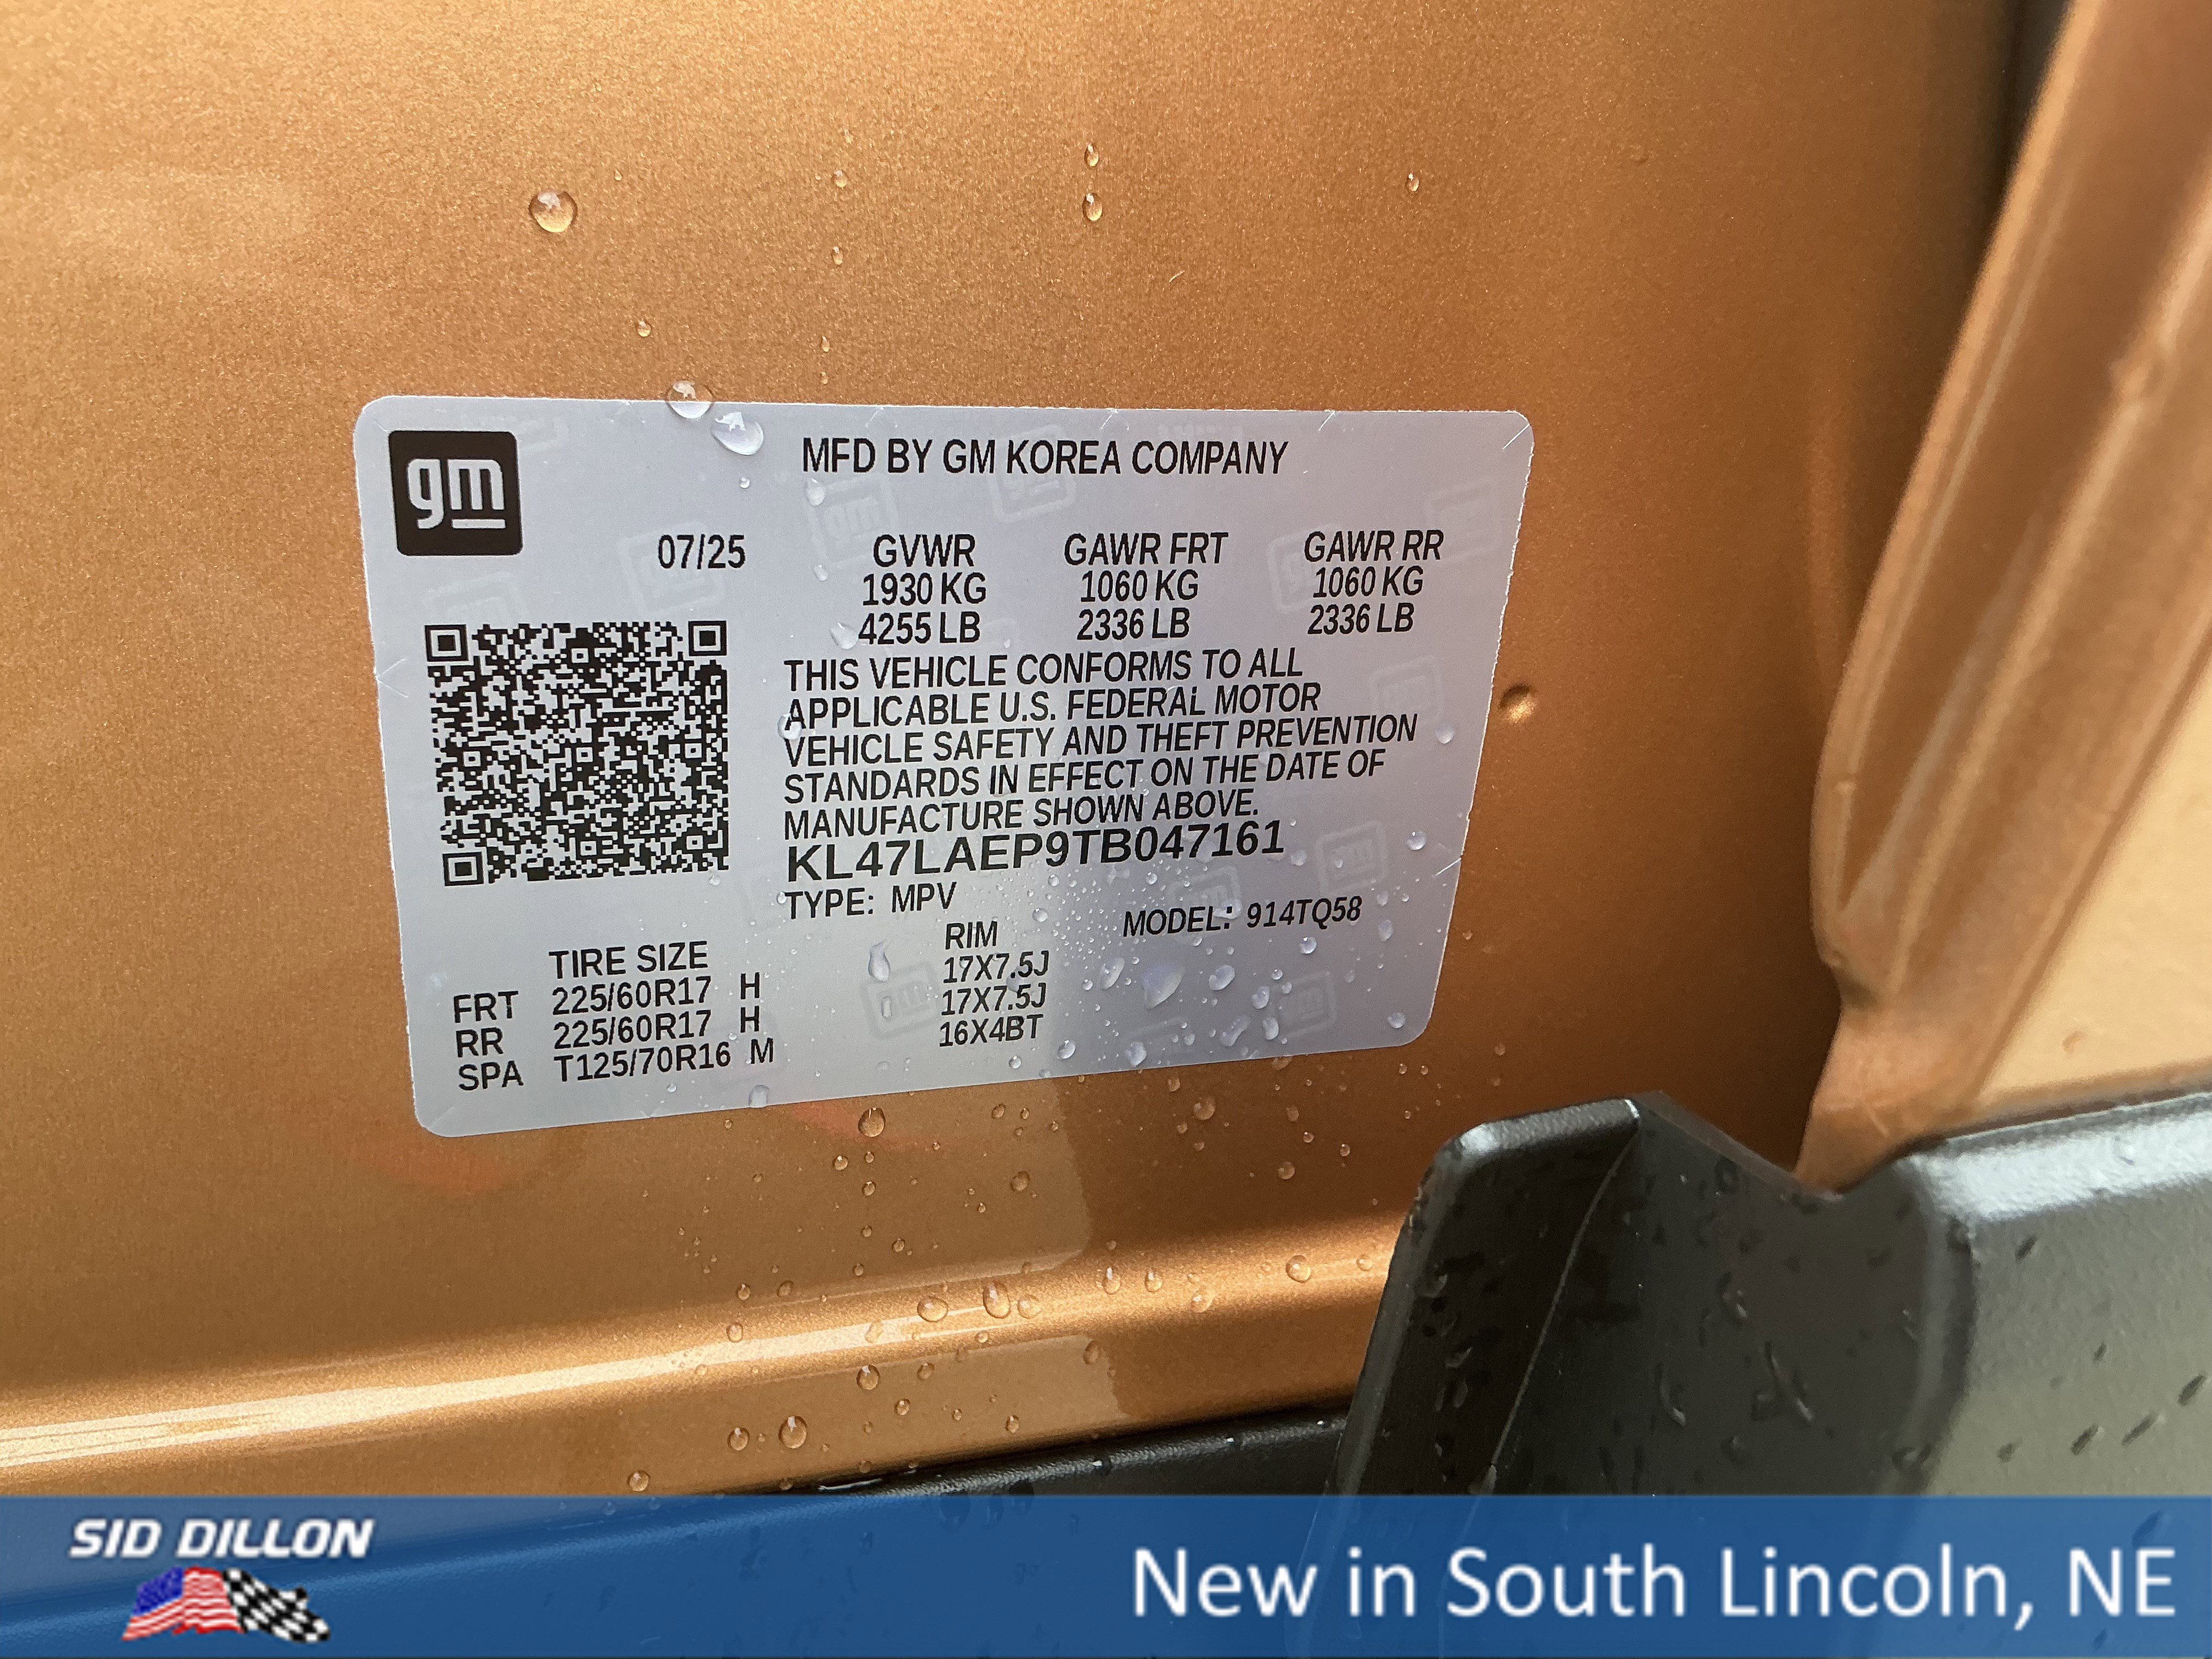 gm
MFD BY GM KOREA COMPANY
07/25 GVWR GAWR FRT GAWR RR
1930 KG 1060 KG 1060 KG
4255 LB 2336 LB 2336 LB
THIS VEHICLE CONFORMS TO ALL
APPLICABLE U.S. FEDERAL MOTOR
VEHICLE SAFETY AND THEFT PREVENTION
STANDARDS IN EFFECT ON THE DATE OF
MANUFACTURE SHOWN ABOVE.
KL47LAEP9TB047161
TYPE: MPV MODEL: 914TQ58
TIRE SIZE RIM
FRT 225/60R17 H 17X7.5J
RR 225/60R17 H 17X7.5J
SPA T125/70R16 M 16X4BT
SID DILLON
New in South Lincoln, NE